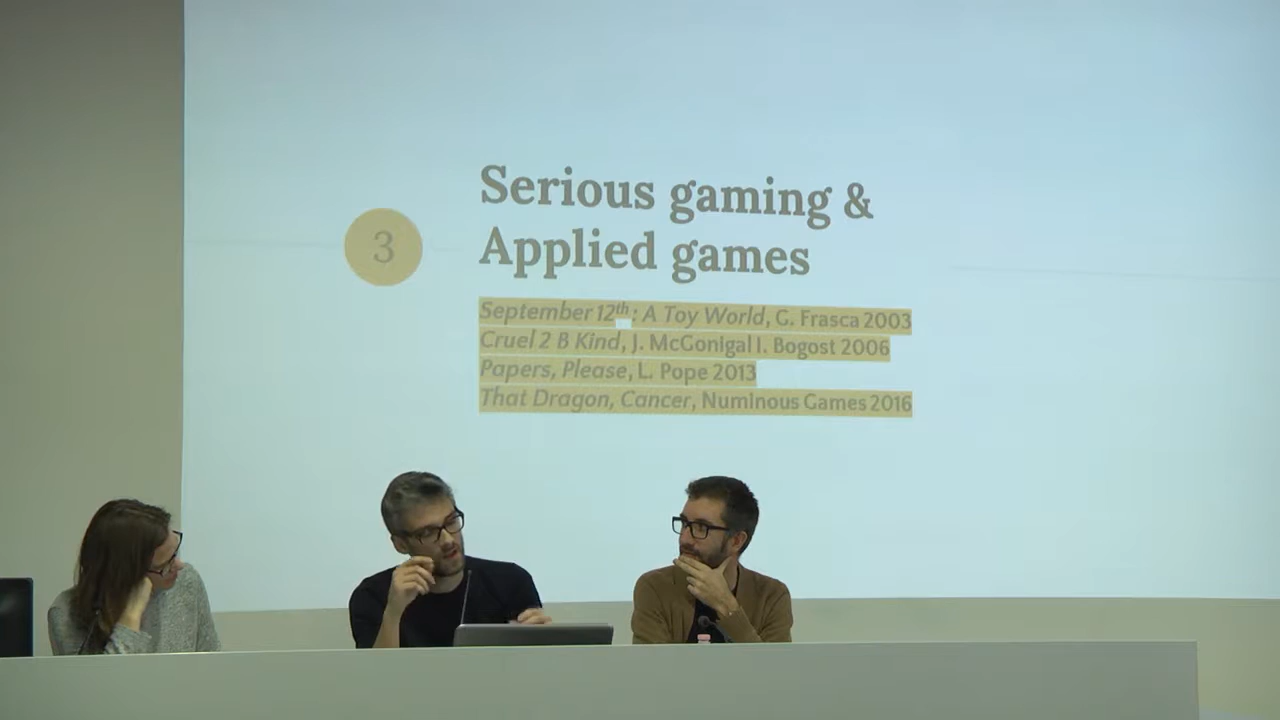 3
Serious gaming &
Applied games
September 12th: A Toy World, G. Frasca 2003
Cruel 2 B Kind, J. McGonigal I. Bogost 2006
Papers, Please, L. Pope 2013
That Dragon, Cancer, Numinous Games 2016